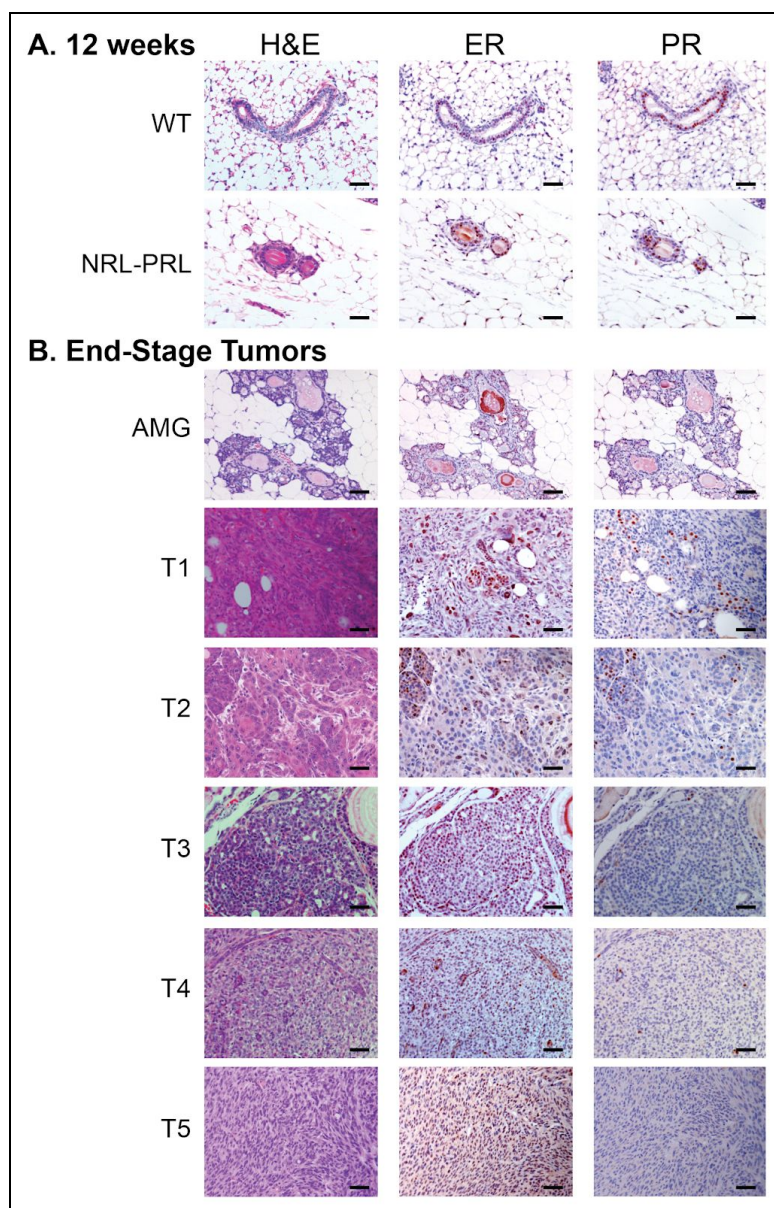 A. 12 weeks
H&E ER PR
WT
NRL-PRL
B. End-Stage Tumors
AMG
T1
T2
T3
T4
T5